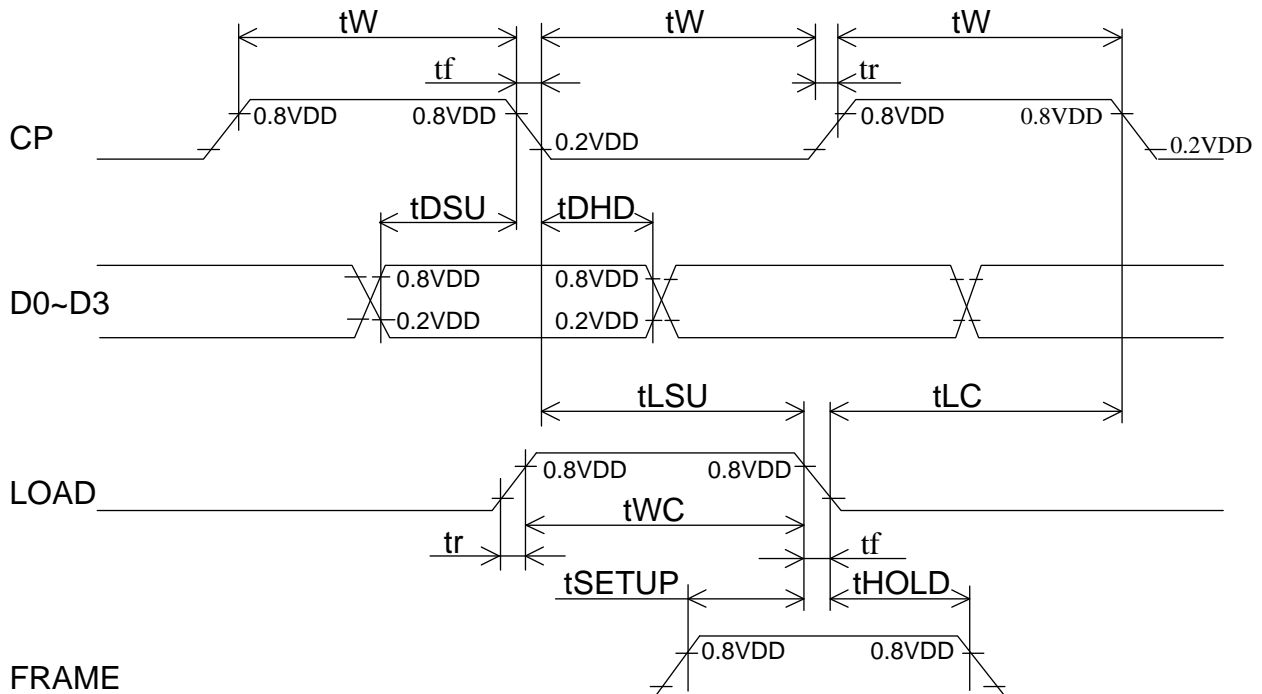 tW tW tW
tf tr
CP 0.8VDD 0.8VDD 0.8VDD 0.8VDD
0.2VDD 0.2VDD
tDSU tDHD
0.8VDD 0.8VDD
D0~D3
0.2VDD 0.2VDD
tLSU tLC
0.8VDD 0.8VDD
LOAD
tWC
tr tf
tSETUP tHOLD
0.8VDD 0.8VDD
FRAME